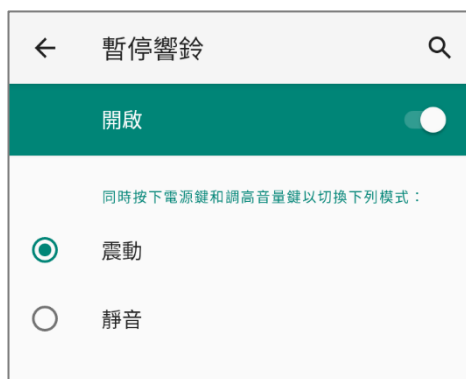 暫停響鈴
開啟
同時按下電源鍵和調高音量鍵以切換下列模式：
震動
靜音